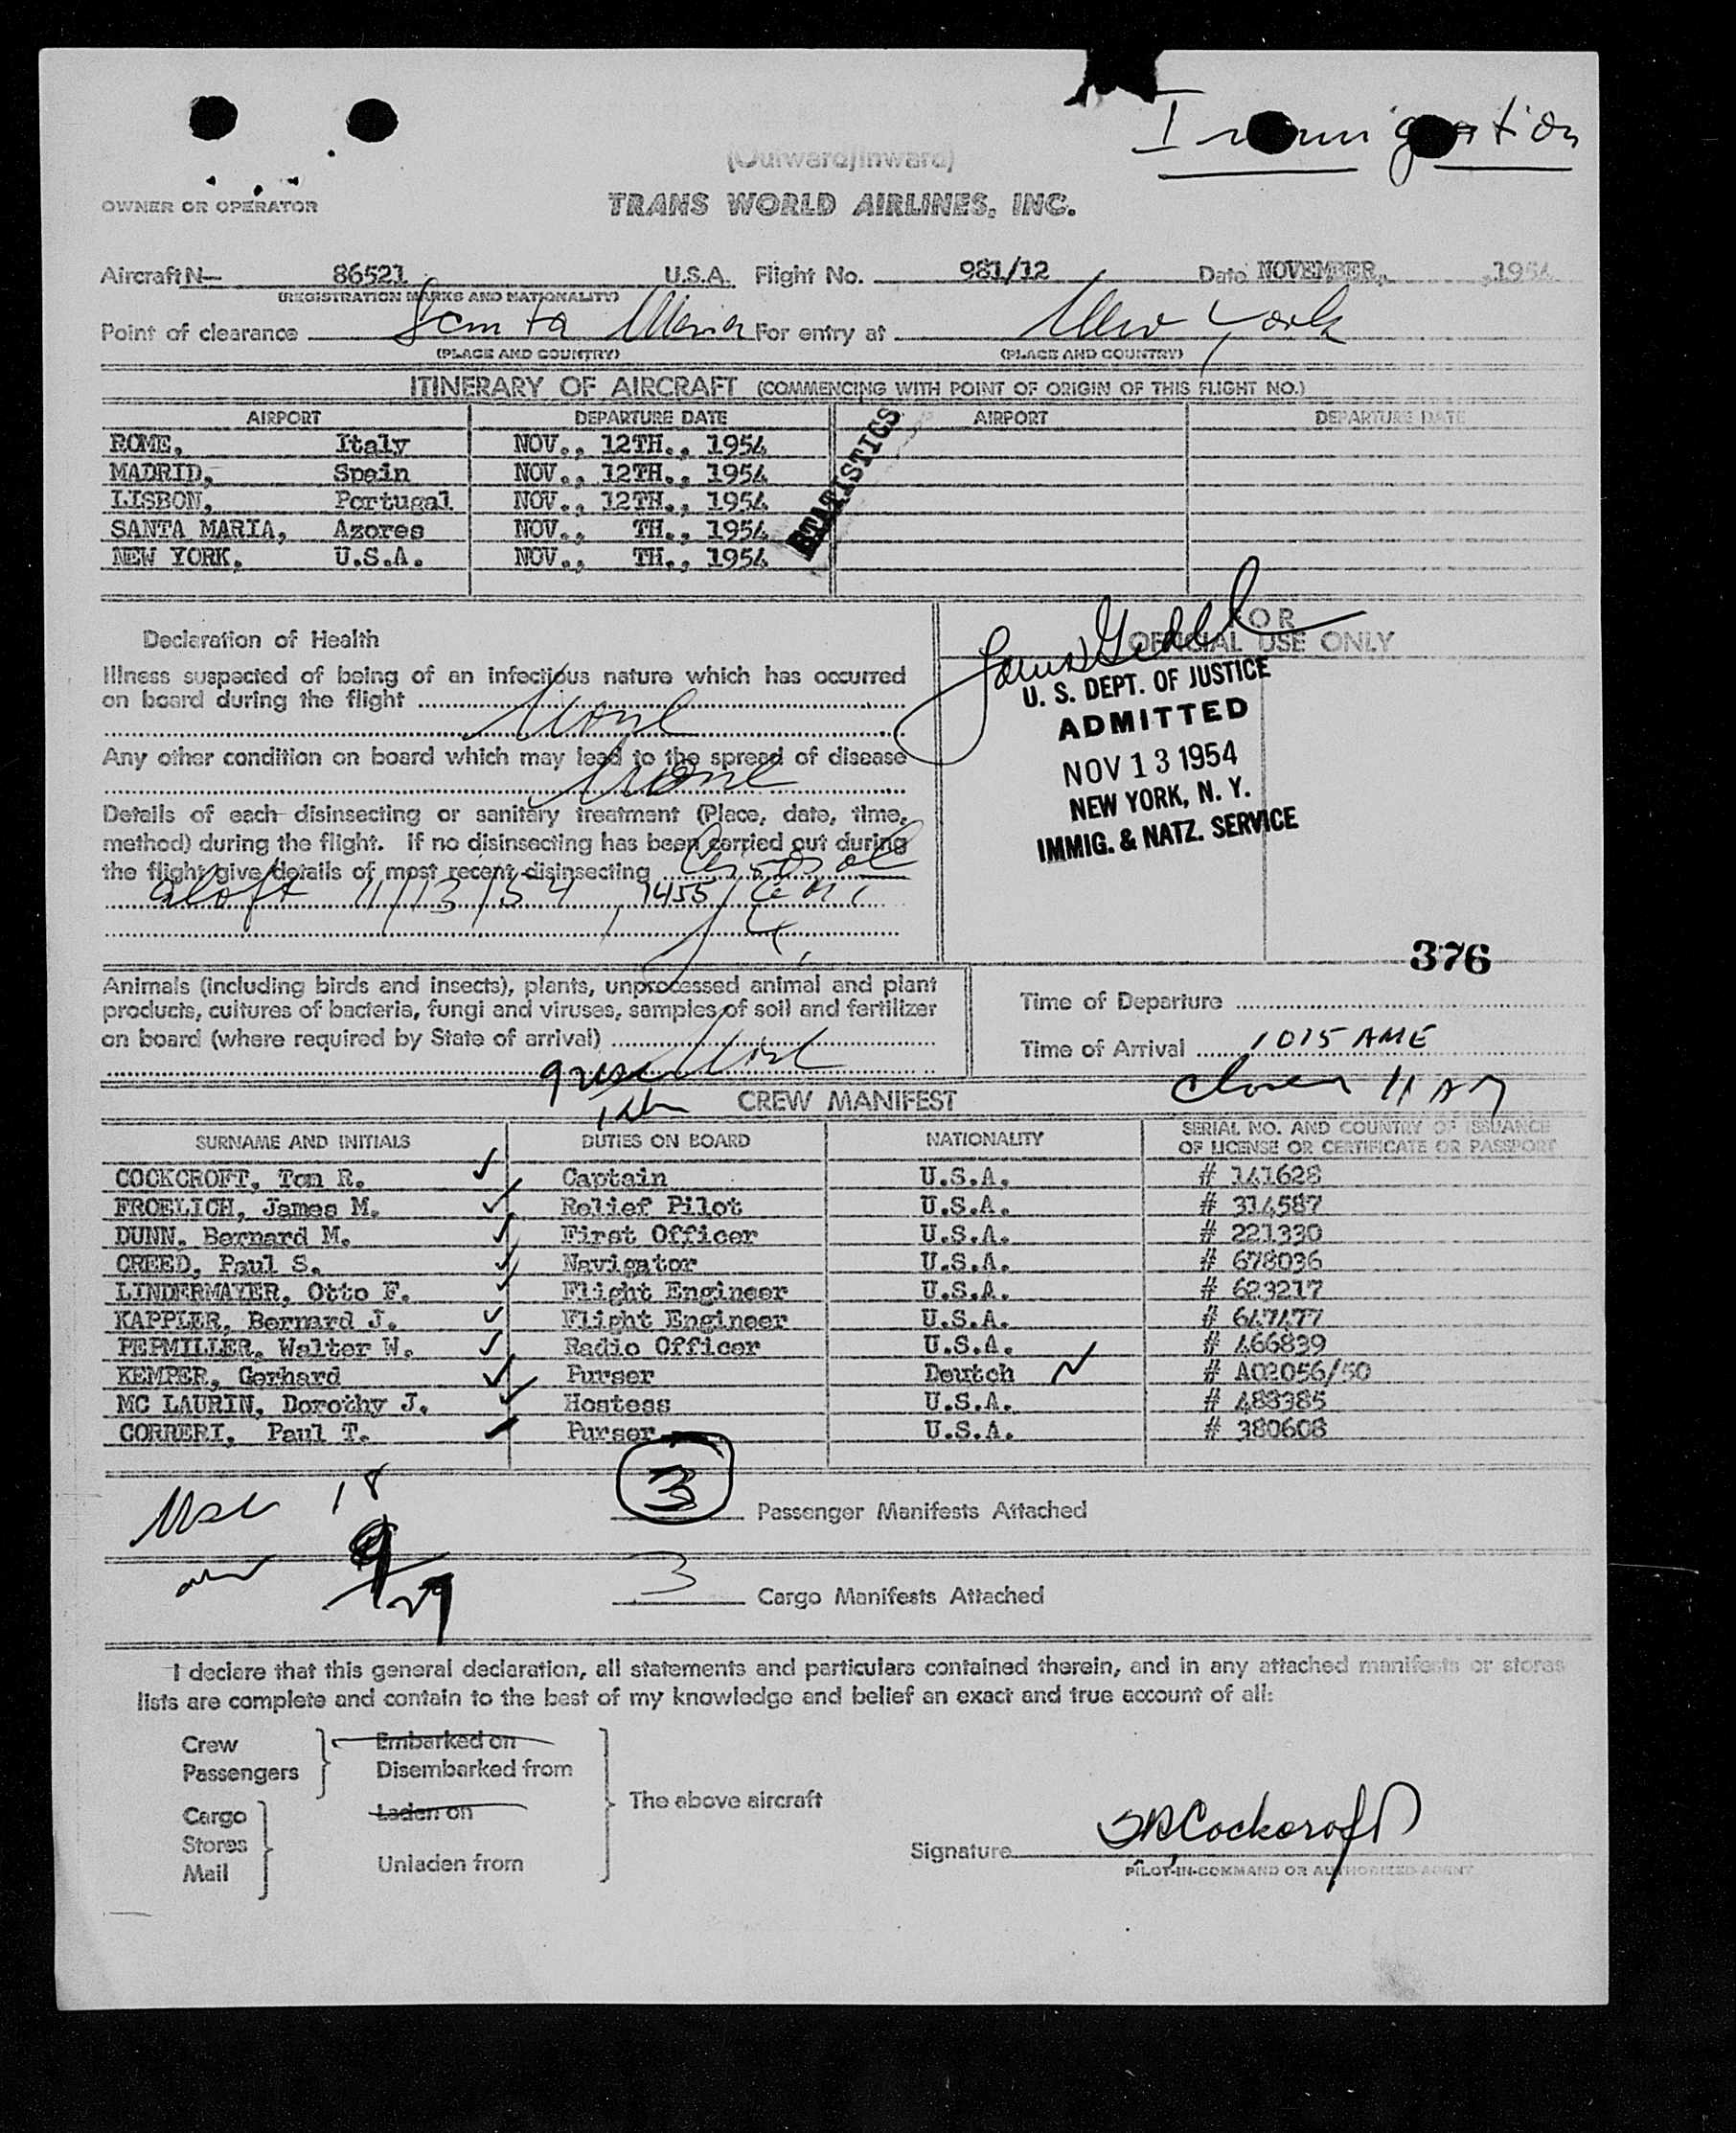 Immigration
(Outward/Inward)
OWNER OR OPERATOR
TRANS WORLD AIRLINES, INC.
Aircraft N— 86521 U.S.A. Flight No. 981/12 Date NOVEMBER, ,1954
(REGISTRATION MARKS AND NATIONALITY)
Point of clearance Santa Maria For entry at New York
(PLACE AND COUNTRY) (PLACE AND COUNTRY)
ITINERARY OF AIRCRAFT (COMMENCING WITH POINT OF ORIGIN OF THIS FLIGHT NO.)
AIRPORT DEPARTURE DATE AIRPORT DEPARTURE DATE
ROME, Italy NOV., 12TH., 1954
MADRID, Spain NOV., 12TH., 1954
LISBON, Portugal NOV., 12TH., 1954
SANTA MARIA, Azores NOV., TH., 1954
NEW YORK, U.S.A. NOV., TH., 1954
STATISTICS
Declaration of Health
Illness suspected of being of an infectious nature which has occurred
on board during the flight
None
Any other condition on board which may lead to the spread of disease
None
Details of each disinsecting or sanitary treatment (Place, date, time,
method) during the flight. If no disinsecting has been carried out during
the flight give details of most recent disinsecting Aerosol
aloft 11/13/54, 1455 GMT
FOR
OFFICIAL USE ONLY
U. S. DEPT. OF JUSTICE
ADMITTED
NOV 13 1954
NEW YORK, N. Y.
IMMIG. & NATZ. SERVICE
376
Animals (including birds and insects), plants, unprocessed animal and plant
products, cultures of bacteria, fungi and viruses, samples of soil and fertilizer
on board (where required by State of arrival)
None
Time of Departure
Time of Arrival 1015 AME
11 AM
CREW MANIFEST
SURNAME AND INITIALS DUTIES ON BOARD NATIONALITY SERIAL NO. AND COUNTRY OF ISSUANCE
OF LICENSE OR CERTIFICATE OR PASSPORT
COCKCROFT, Tom R. Captain U.S.A. # 141628
FROELICH, James M. Relief Pilot U.S.A. # 314587
DUNN, Bernard M. First Officer U.S.A. # 221330
CREED, Paul S. Navigator U.S.A. # 678036
LINDERMAYER, Otto F. Flight Engineer U.S.A. # 623217
KAPPLER, Bernard J. Flight Engineer U.S.A. # 647477
PEPMILLER, Walter W. Radio Officer U.S.A. # 466839
KEMPER, Gerhard Purser Deutch # A02056/50
MC LAURIN, Dorothy J. Hostess U.S.A. # 488385
CORRERI, Paul T. Purser U.S.A. # 380608
18
3 Passenger Manifests Attached
9
3 Cargo Manifests Attached
I declare that this general declaration, all statements and particulars contained therein, and in any attached manifests or stores
lists are complete and contain to the best of my knowledge and belief an exact and true account of all:
Crew Embarked on
Passengers Disembarked from
The above aircraft
Cargo Laden on
Stores
Mail Unladen from
Signature TR Cockcroft
PILOT-IN-COMMAND OR AUTHORIZED AGENT